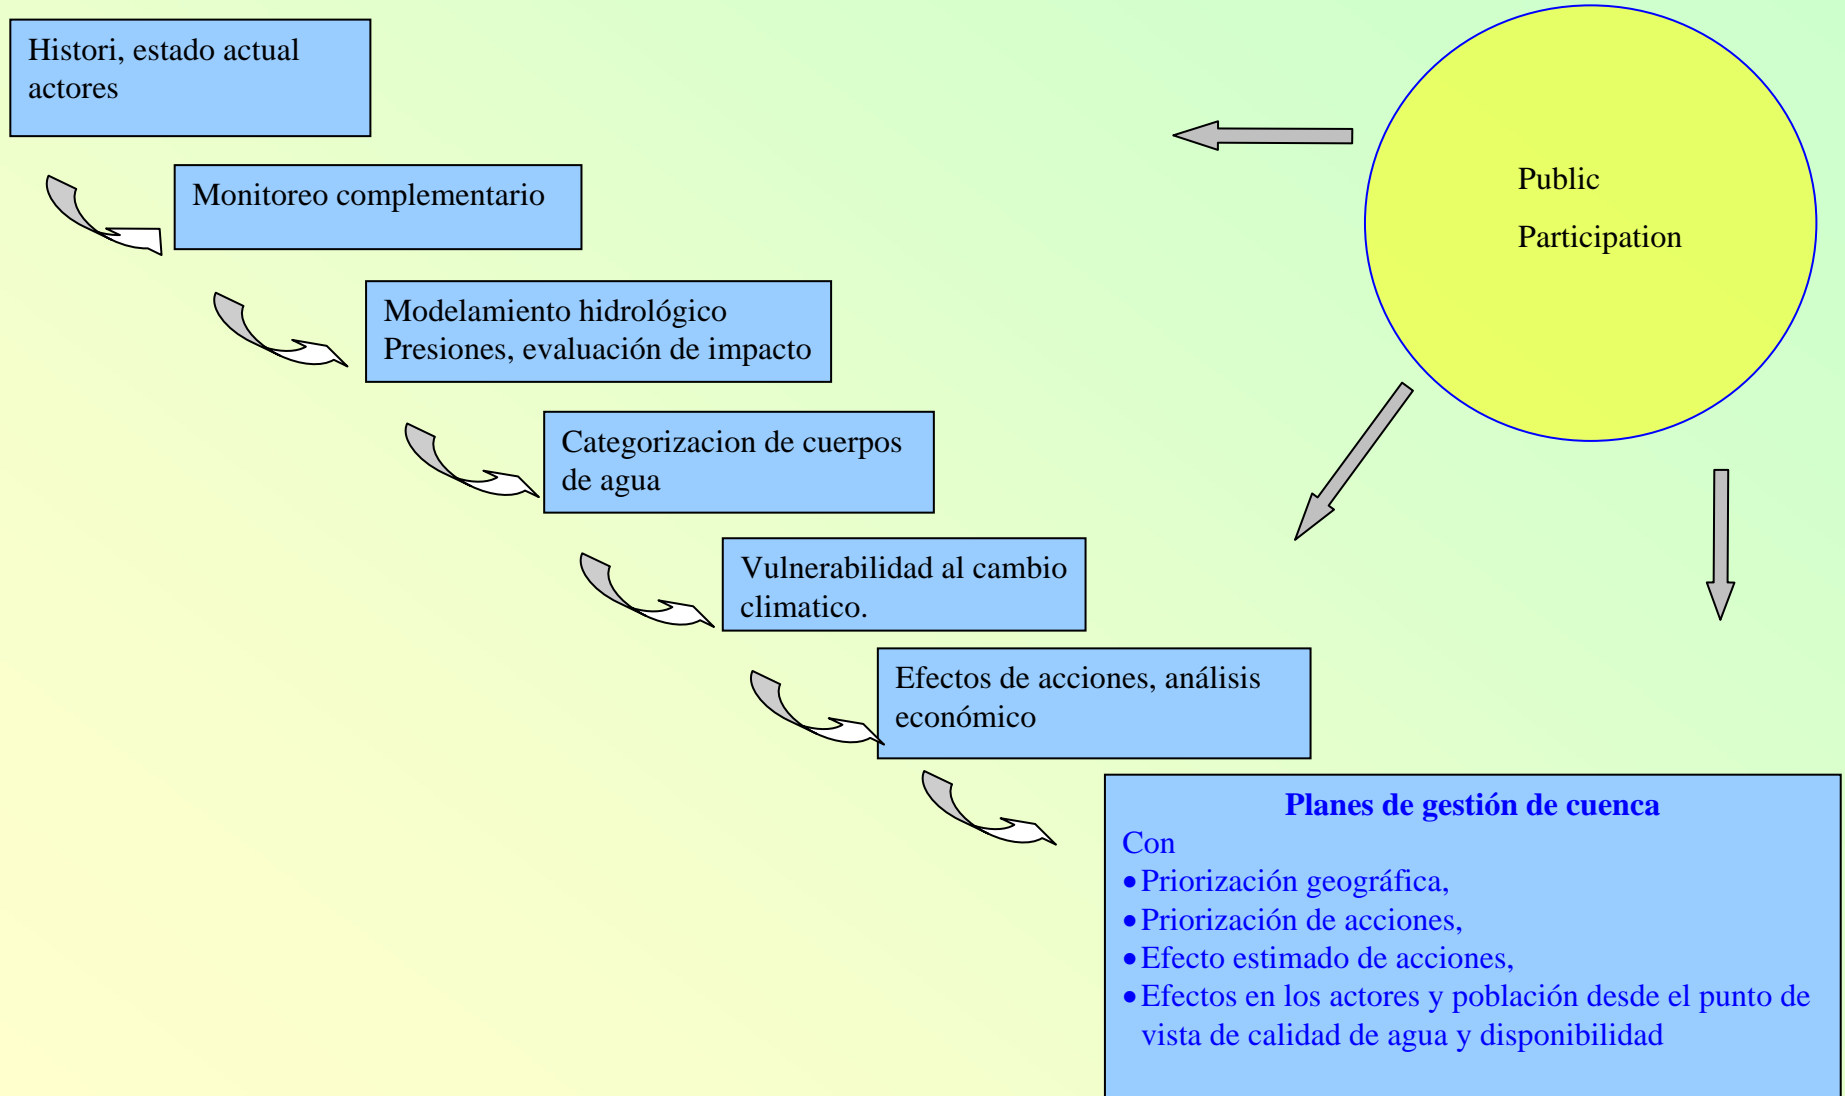 Histori, estado actual
actores
Monitoreo complementario
Public
Participation
Modelamiento hidrológico
Presiones, evaluación de impacto
Categorizacion de cuerpos
de agua
Vulnerabilidad al cambio
climatico.
Efectos de acciones, análisis
económico
Planes de gestión de cuenca
Con
•Priorización geográfica,
•Priorización de acciones,
•Efecto estimado de acciones,
•Efectos en los actores y población desde el punto de
vista de calidad de agua y disponibilidad